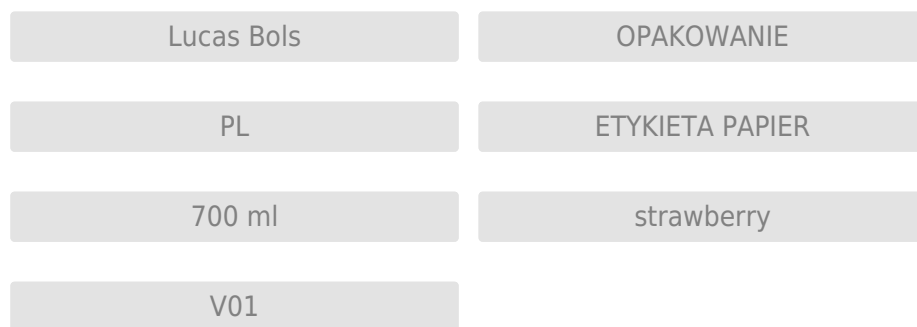 Lucas Bols
OPAKOWANIE
PL
ETYKIETA PAPIER
700 ml
strawberry
V01